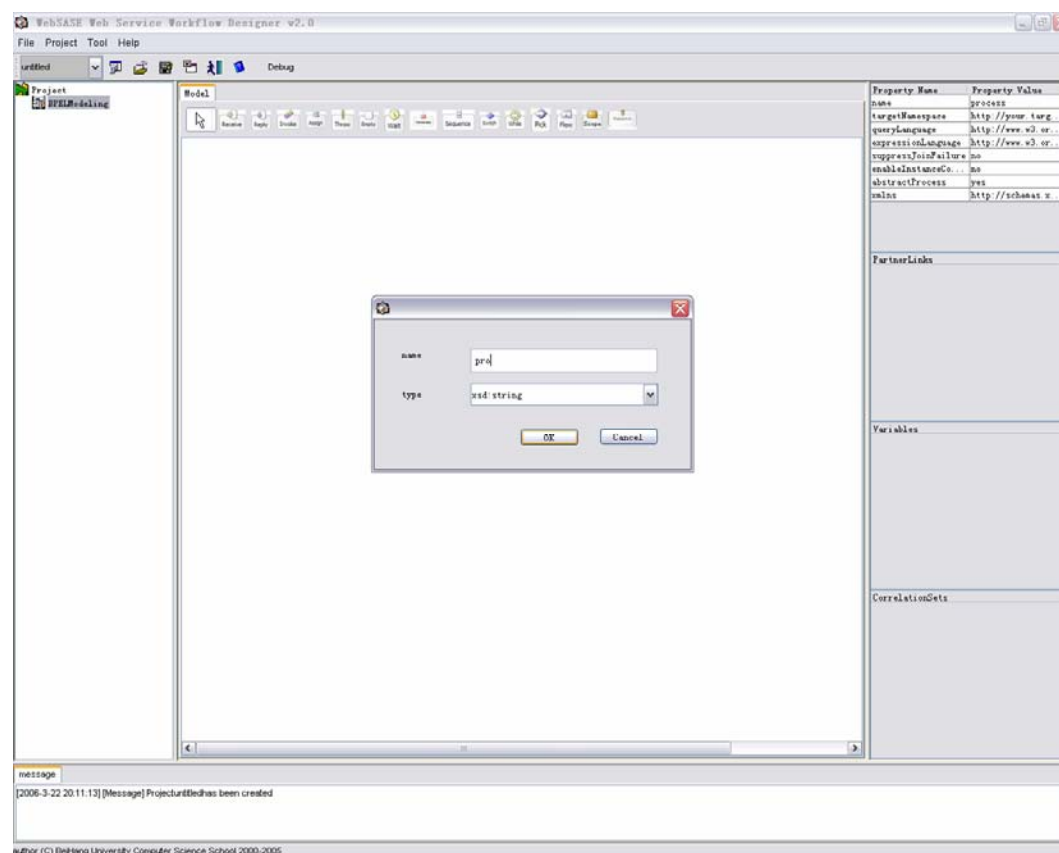 WebSASE Web Service Workflow Designer v2.0
File Project Tool Help
untitled Debug
Project
BPELModeling
Model
Receive Reply Invoke Assign Throw Empty Wait Sequence Switch While Pick Flow Scope
Property Name Property Value
name process
targetNamespace http://your.targ...
queryLanguage http://www.w3.or...
expressionLanguage http://www.w3.or...
suppressJoinFailure no
enableInstanceCo... no
abstractProcess yes
xmlns http://schemas.x...
PartnerLinks
name pro
type xsd:string
OK Cancel
Variables
CorrelationSets
message
[2006-3-22 20:11:13] [Message] Projectuntitledhas been created
author (C) BeiHang University Computer Science School 2000-2005